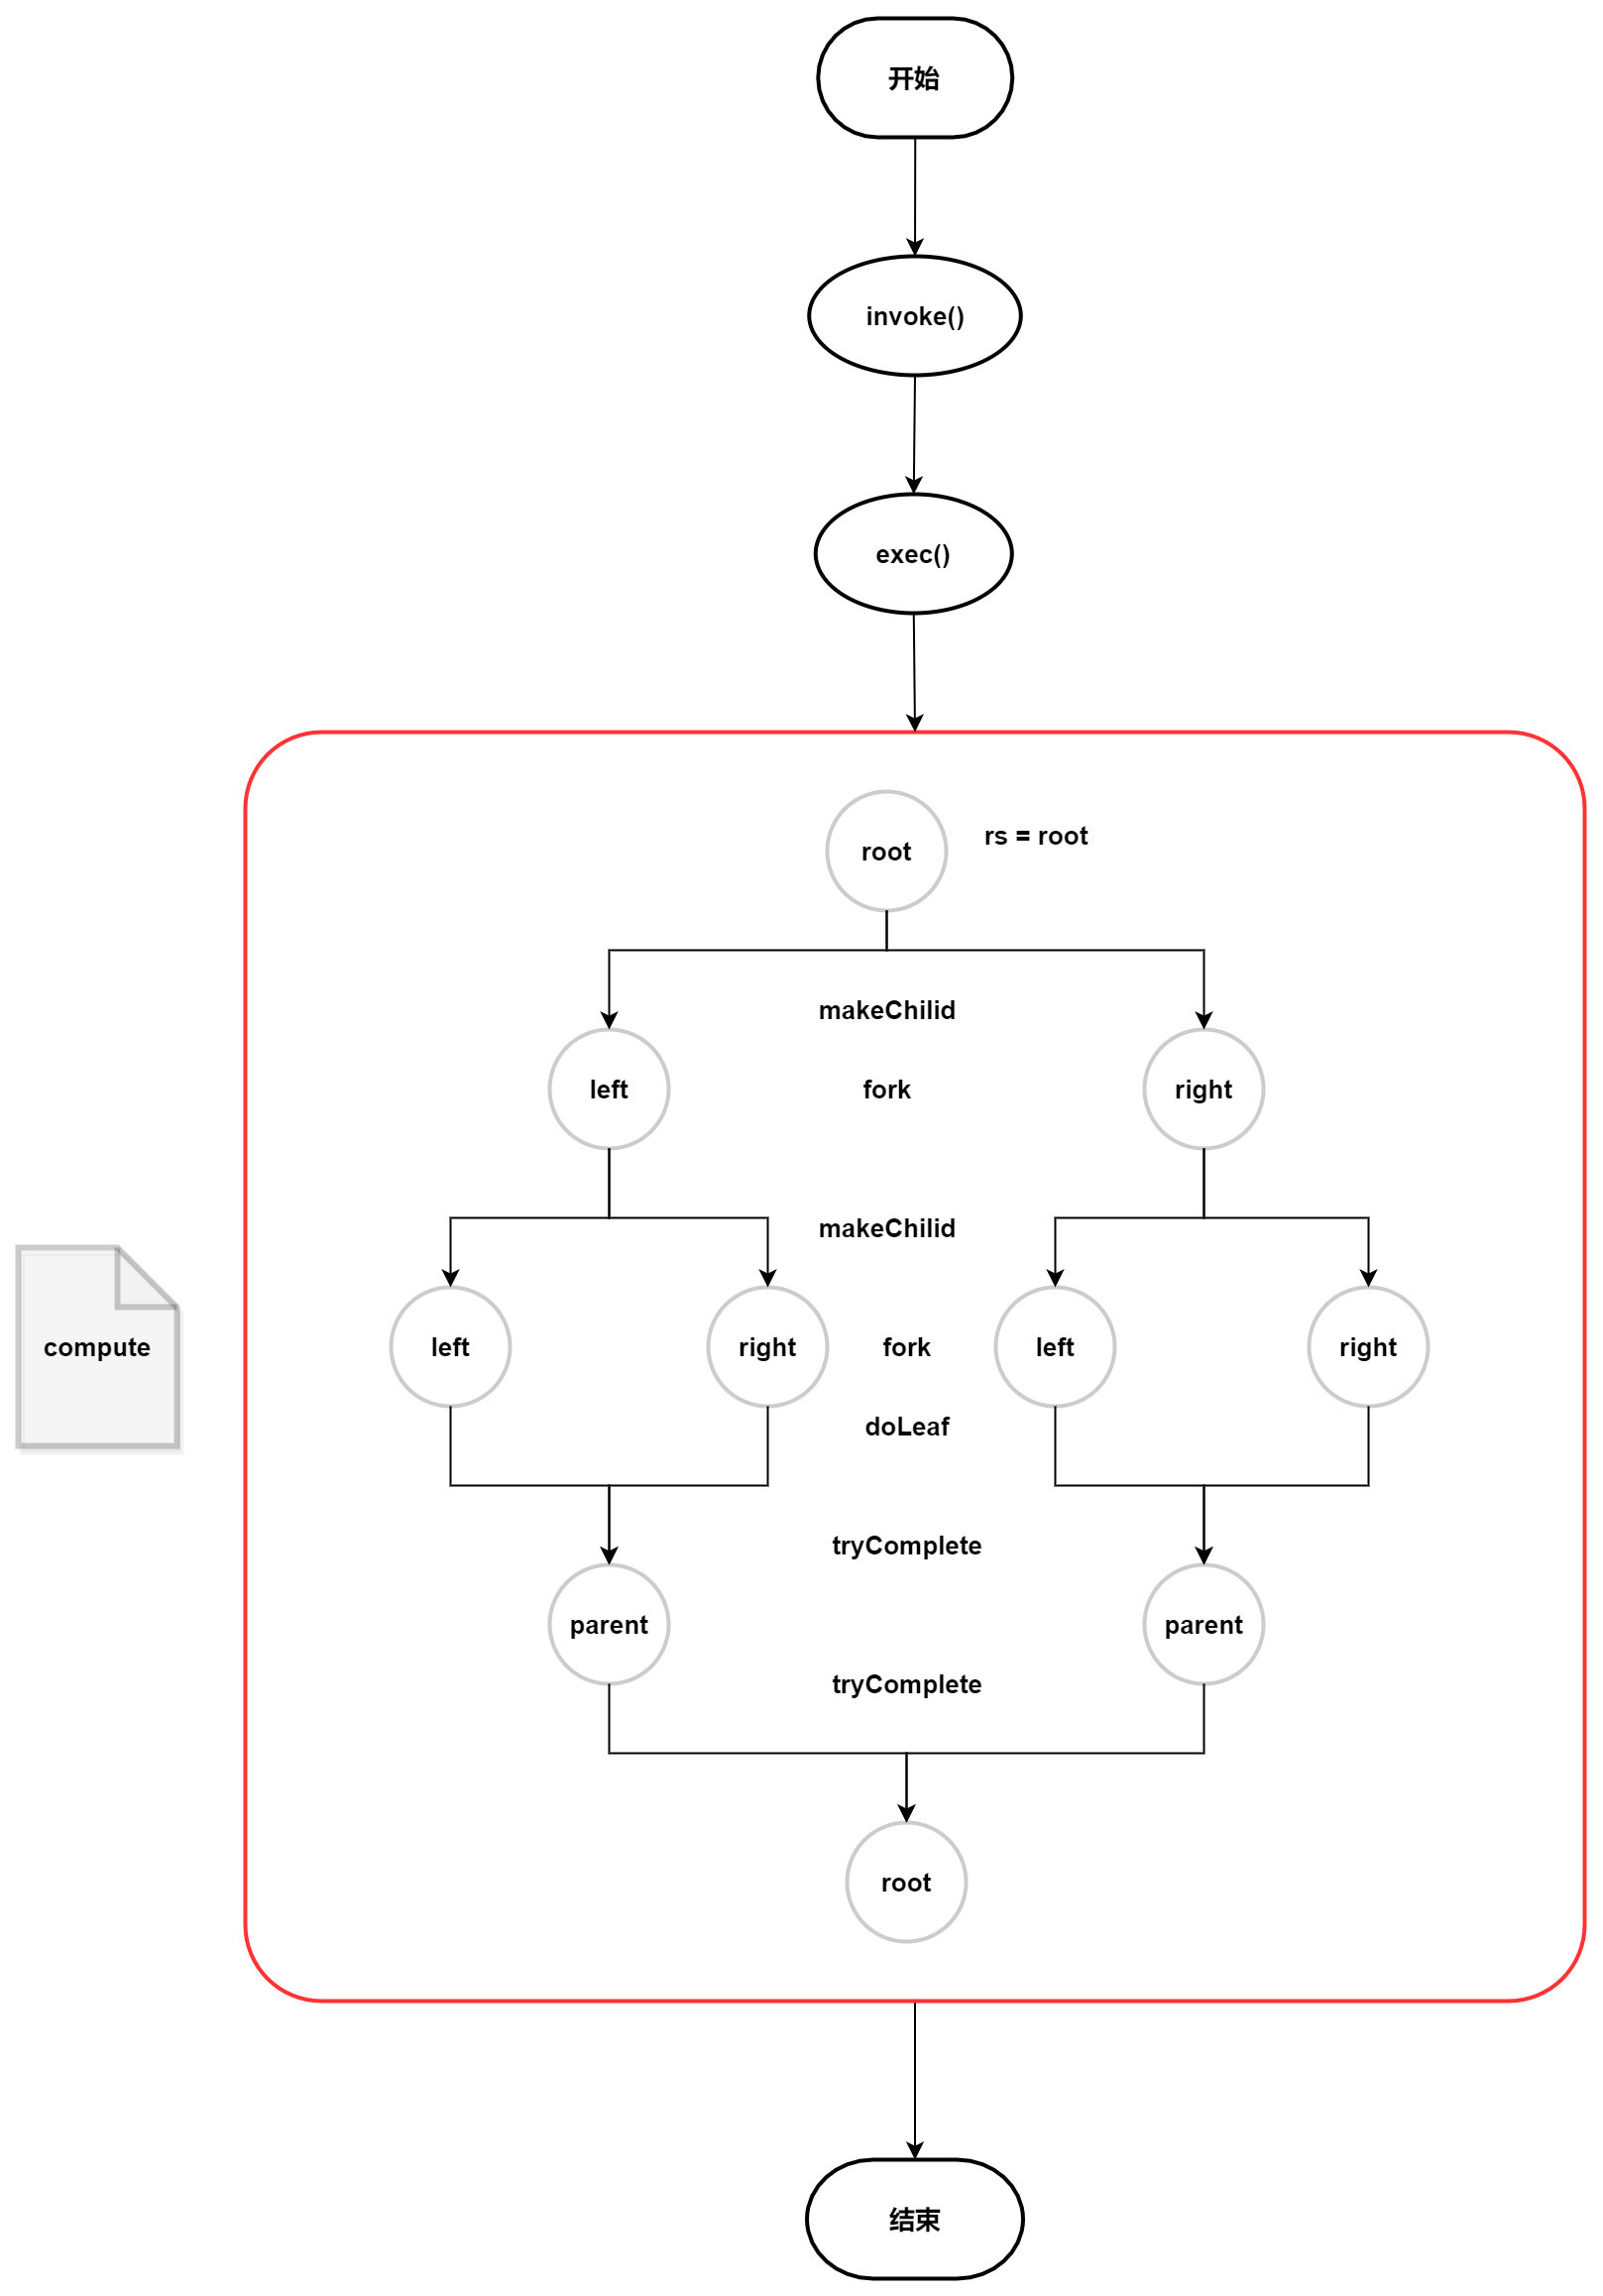 开始
invoke()
exec()
root
rs = root
makeChilid
left
fork
right
makeChilid
compute
left
right
fork
left
right
doLeaf
tryComplete
parent
parent
tryComplete
root
结束